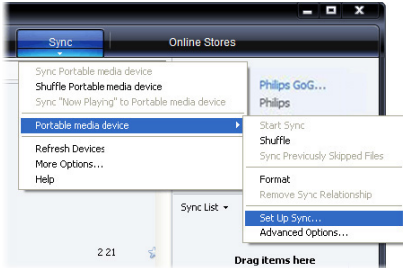 Sync
Online Stores
Sync Portable media device
Shuffle Portable media device
Sync "Now Playing" to Portable media device
Portable media device
Refresh Devices
More Options...
Help
Philips GoG...
Philips
Start Sync
Shuffle
Sync Previously Skipped Files
Format
Remove Sync Relationship
Set Up Sync...
Advanced Options...
Sync List
2 21
Drag items here